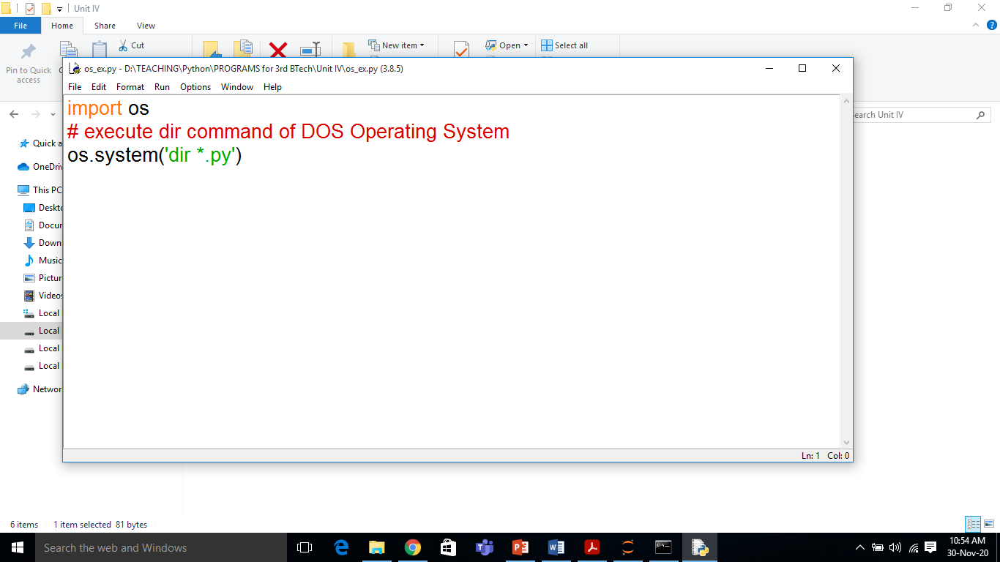 Unit IV
File Home Share View
Pin to Quick access
Cut
New item
Open
Select all
os_ex.py - D:\TEACHING\Python\PROGRAMS for 3rd BTech\Unit IV\os_ex.py (3.8.5)
File Edit Format Run Options Window Help
import os
# execute dir command of DOS Operating System
os.system('dir *.py')
earch Unit IV
Quick a
OneDriv
This PC
Deskto
Docur
Down
Music
Pictur
Videos
Local
Local
Local
Local
Networ
Ln: 1 Col: 0
6 items 1 item selected 81 bytes
Search the web and Windows
10:54 AM
30-Nov-20